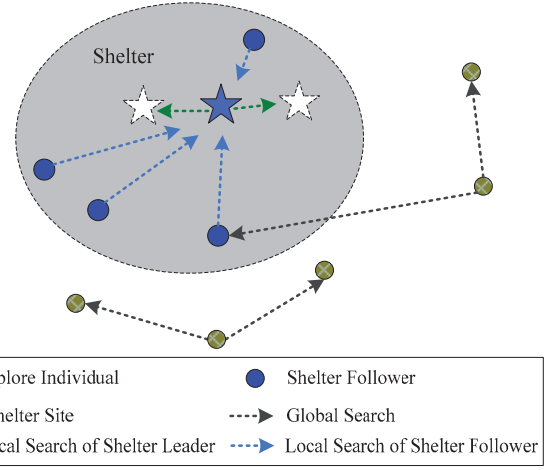 Shelter
plore Individual Shelter Follower
helter Site Global Search
cal Search of Shelter Leader Local Search of Shelter Follower